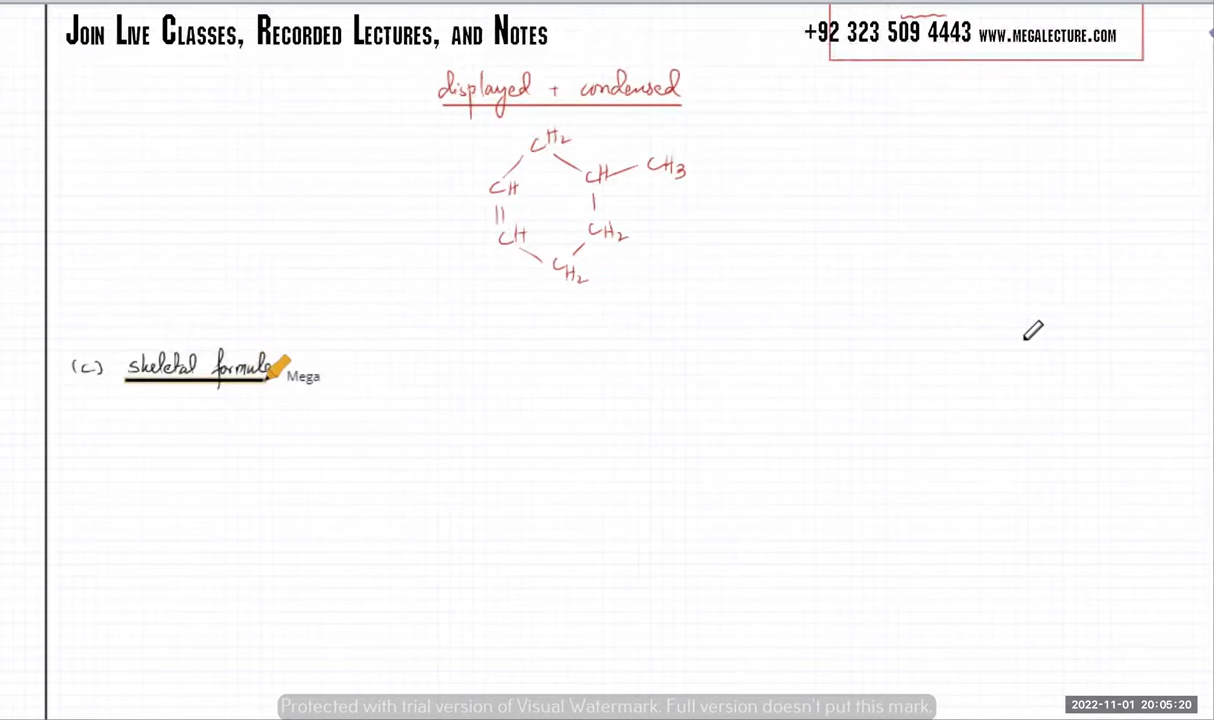 JOIN LIVE CLASSES, RECORDED LECTURES, AND NOTES
+92 323 509 4443 WWW.MEGALECTURE.COM
displayed + condensed
CH2
CH CH CH3
||
CH CH2
CH2
(c) skeletal formula
Mega
Protected with trial version of Visual Watermark. Full version doesn't put this mark.
2022-11-01 20:05:20